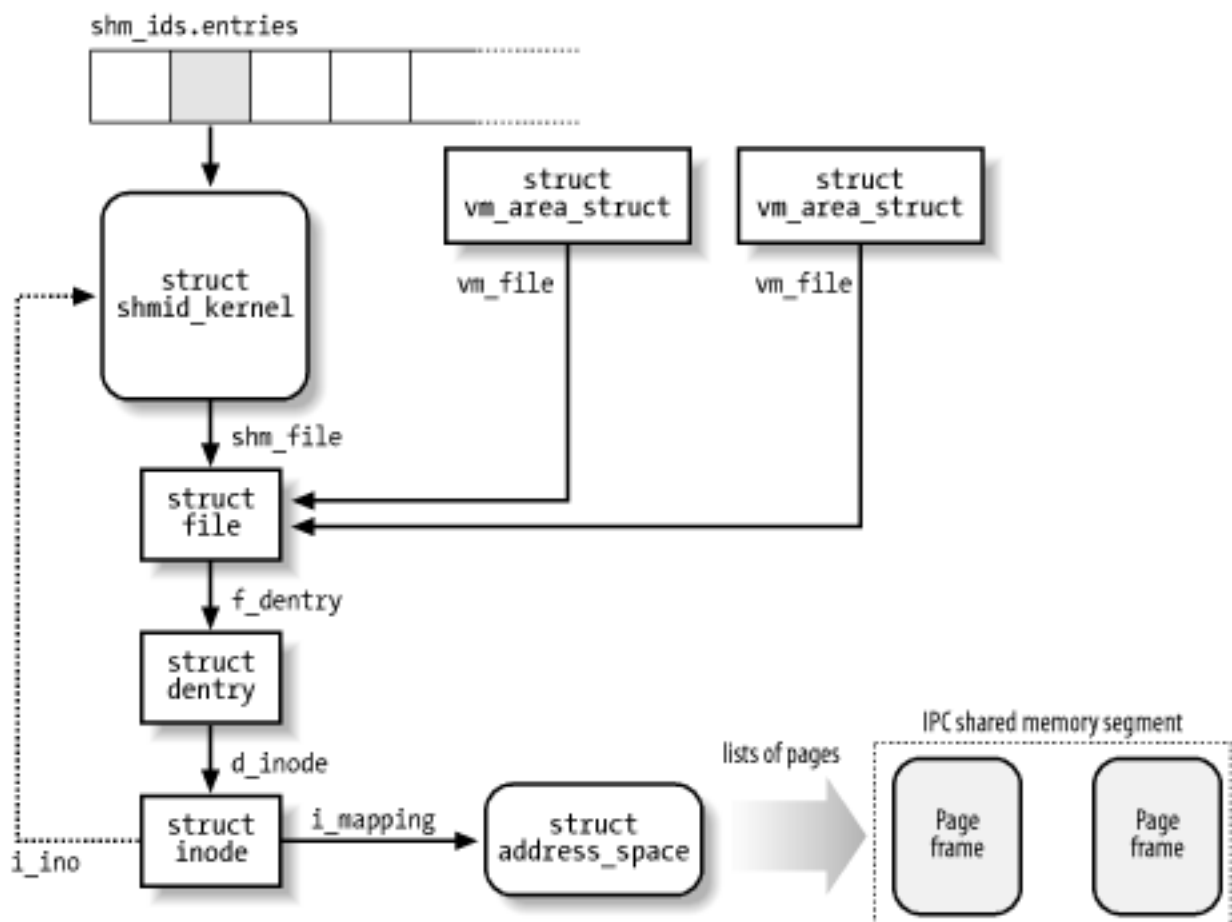 shm_ids.entries
struct
vm_area_struct
struct
vm_area_struct
struct
shmid_kernel
vm_file
vm_file
shm_file
struct
file
f_dentry
struct
dentry
d_inode
IPC shared memory segment
lists of pages
struct
inode
i_mapping
struct
address_space
Page
frame
Page
frame
i_ino